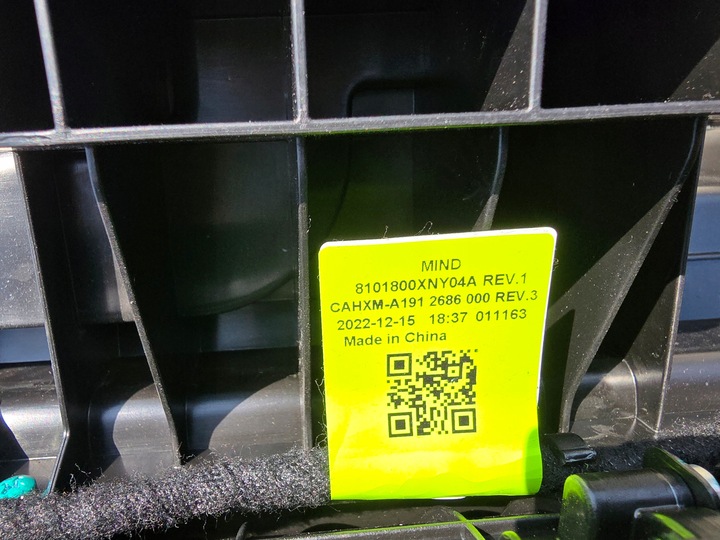 MIND
8101800XNY04A REV.1
CAHXM-A191 2686 000 REV.3
2022-12-15 18:37 011163
Made in China